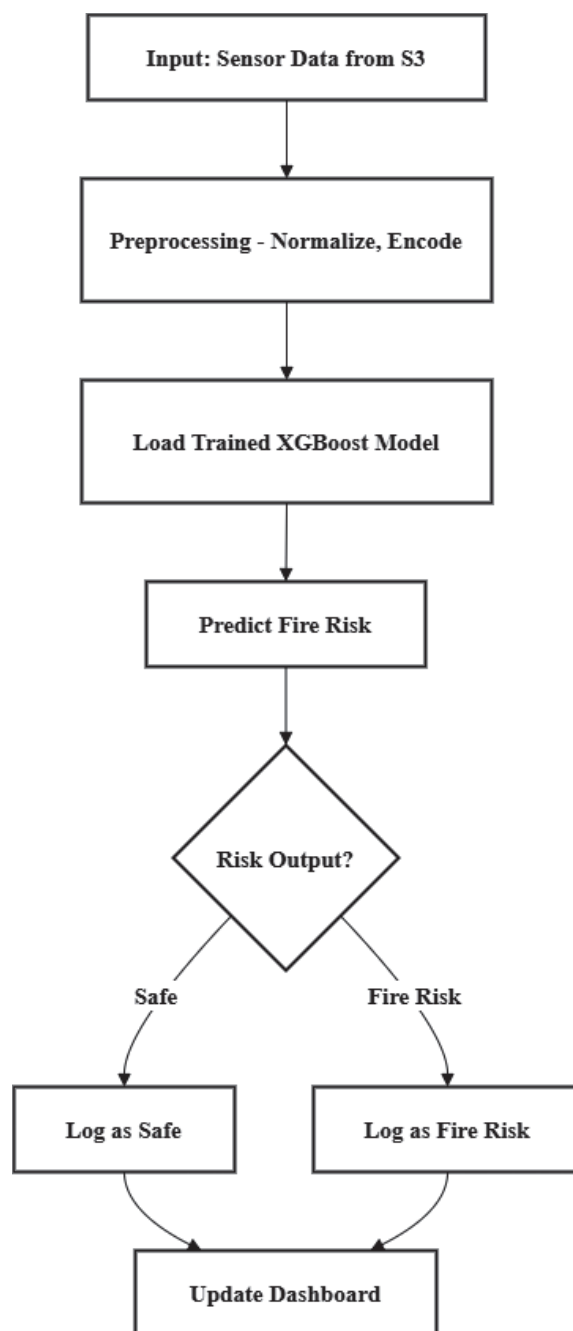 Input: Sensor Data from S3
Preprocessing - Normalize, Encode
Load Trained XGBoost Model
Predict Fire Risk
Risk Output?
Safe
Fire Risk
Log as Safe
Log as Fire Risk
Update Dashboard